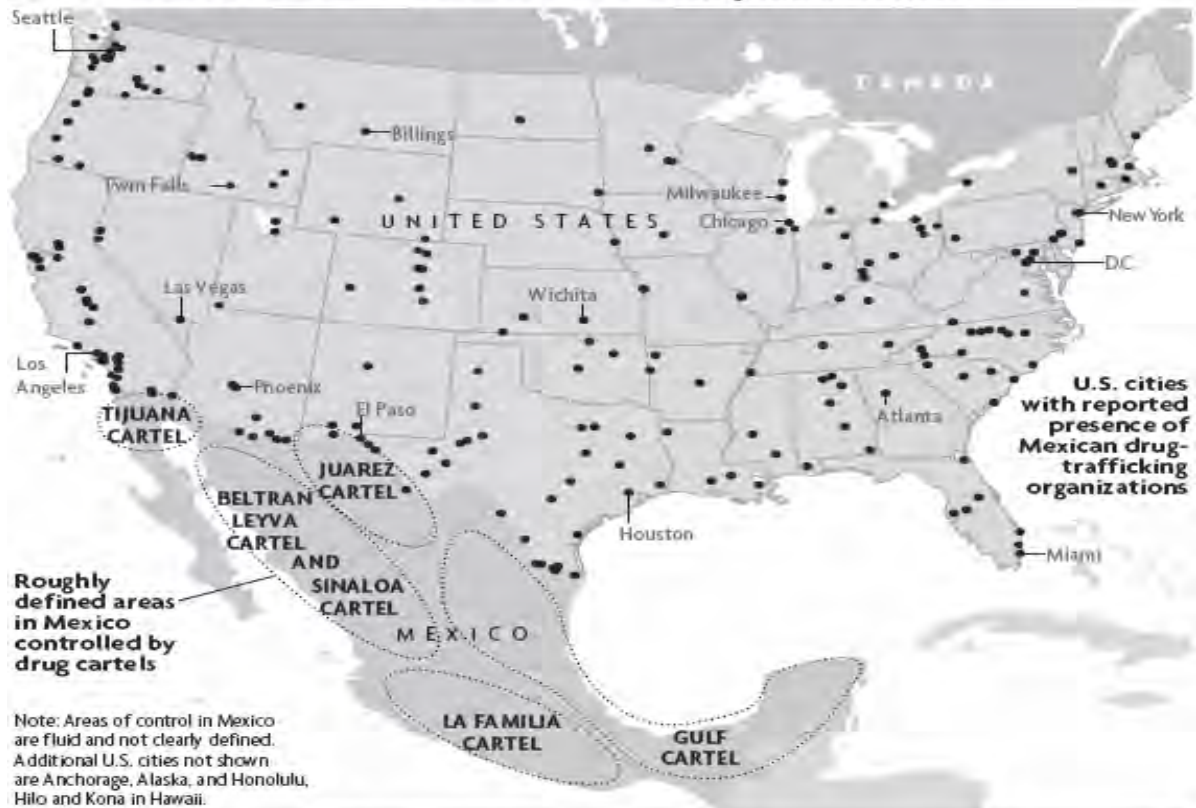 Seattle
CANADA
Billings
Twin Falls
Milwaukee
UNITED STATES
Chicago
New York
D.C.
Las Vegas
Wichita
Los
Angeles
Phoenix
El Paso
Atlanta
TIJUANA
CARTEL
U.S. cities
with reported
presence of
Mexican drug-
trafficking
organizations
JUAREZ
CARTEL
BELTRAN
LEYVA
CARTEL
AND
SINALOA
CARTEL
Houston
Miami
Roughly
defined areas
in Mexico
controlled by
drug cartels
MEXICO
LA FAMILIA
CARTEL
GULF
CARTEL
Note: Areas of control in Mexico
are fluid and not clearly defined.
Additional U.S. cities not shown
are Anchorage, Alaska, and Honolulu,
Hilo and Kona in Hawaii.